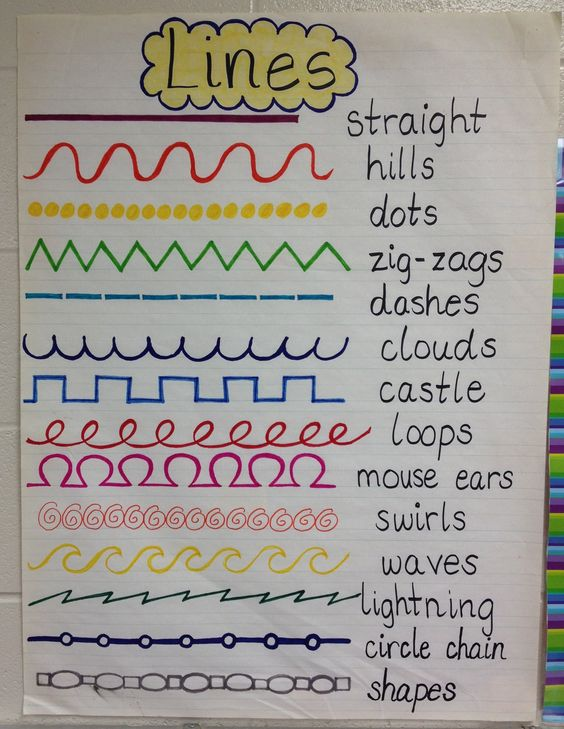 Lines
straight
hills
dots
zig-zags
dashes
clouds
castle
loops
mouse ears
swirls
waves
lightning
circle chain
shapes